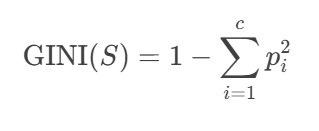 GINI(S) = 1 − ∑_{i=1}^{c} p_i^2